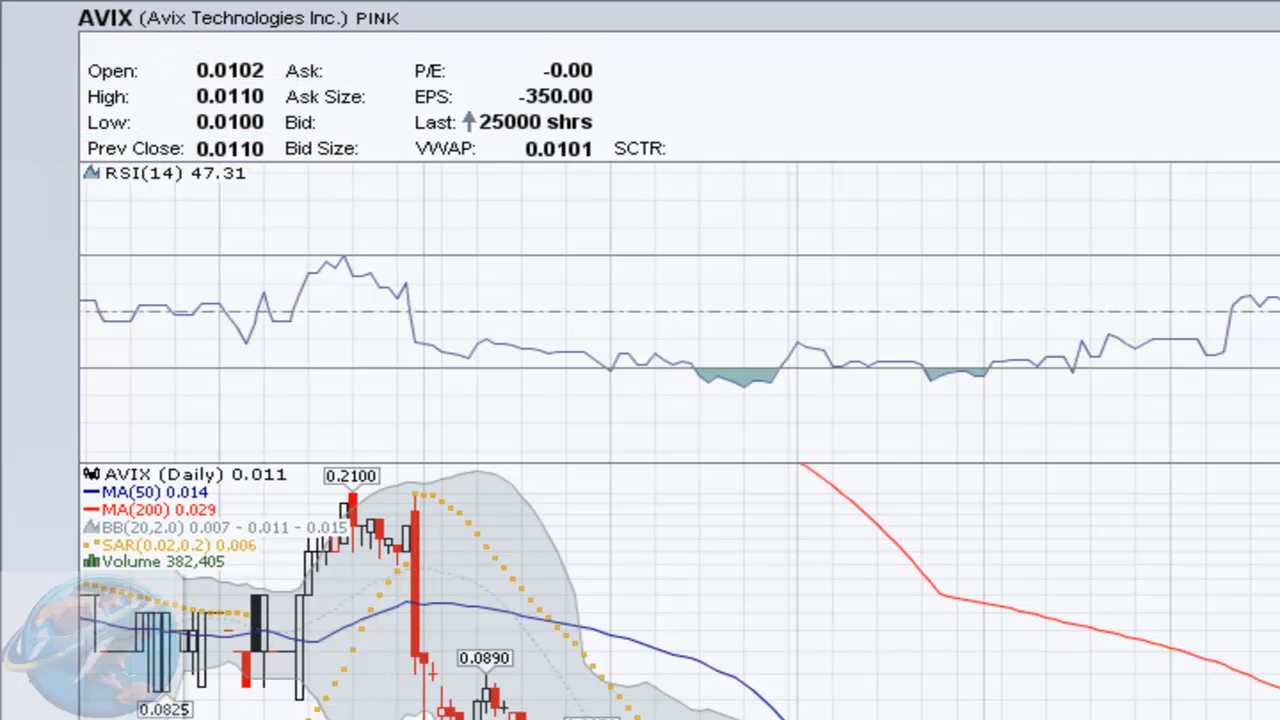 AVIX (Avix Technologies Inc.) PINK
Open: 0.0102 Ask: P/E: -0.00
High: 0.0110 Ask Size: EPS: -350.00
Low: 0.0100 Bid: Last: 25000 shrs
Prev Close: 0.0110 Bid Size: VWAP: 0.0101 SCTR:
RSI(14) 47.31
AVIX (Daily) 0.011
0.2100
MA(50) 0.014
MA(200) 0.029
BB(20,2.0) 0.007 - 0.011 - 0.015
SAR(0.02,0.2) 0.006
Volume 382,405
0.0890
0.0825